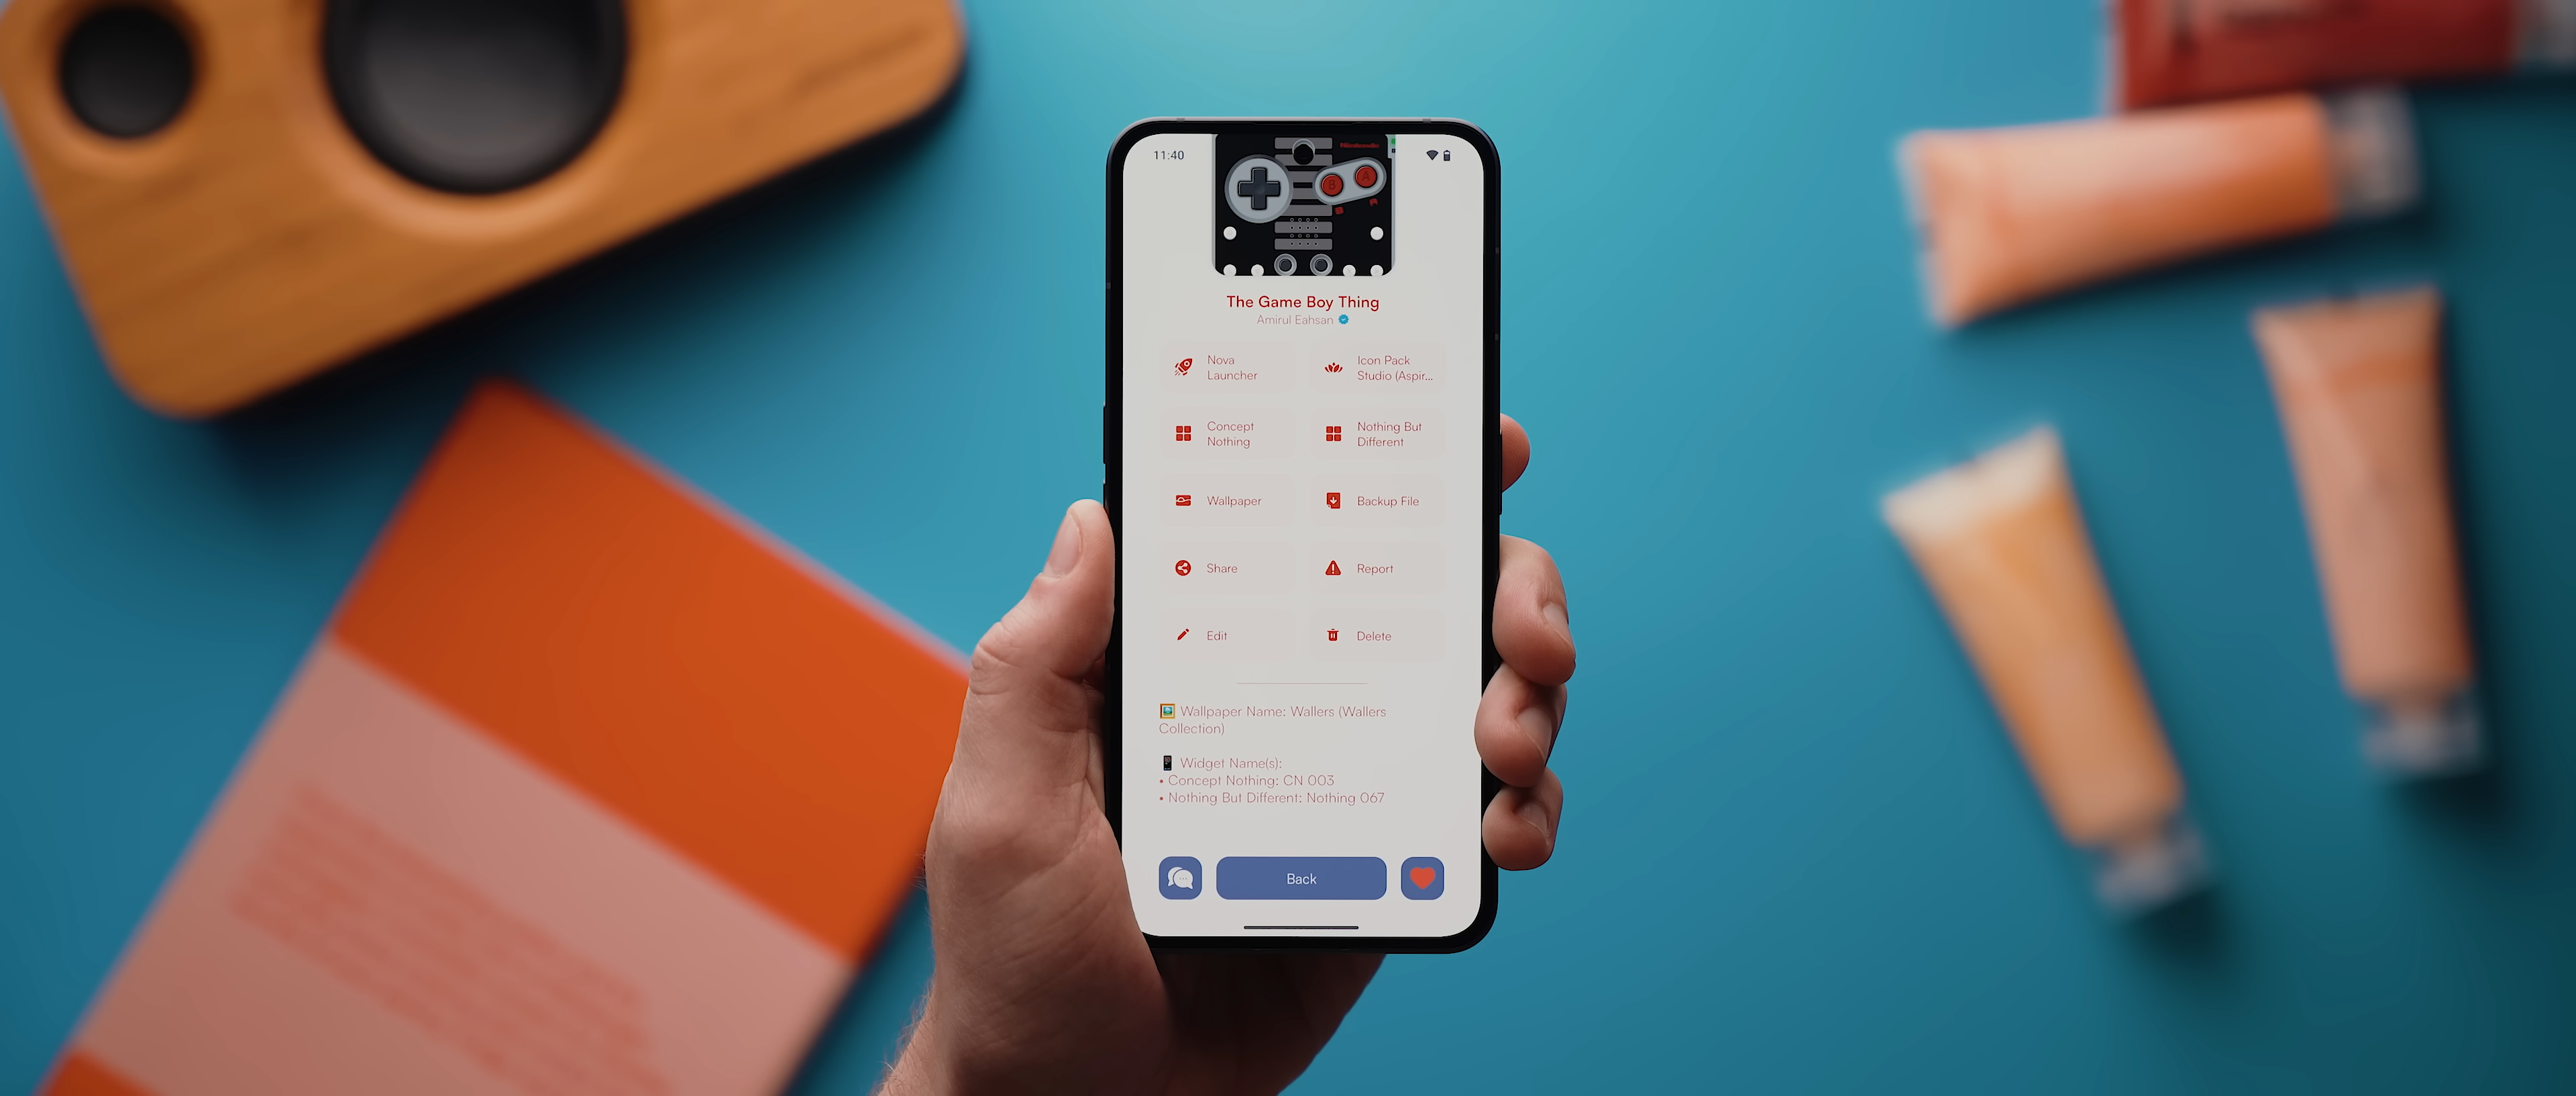 11:40
Nintendo
B
A
The Game Boy Thing
Amirul Eahsan
Nova
Launcher
Icon Pack
Studio (Aspir...
Concept
Nothing
Nothing But
Different
Wallpaper
Backup File
Share
Report
Edit
Delete
Wallpaper Name: Wallers (Wallers
Collection)
Widget Name(s):
• Concept Nothing: CN 003
• Nothing But Different: Nothing 067
Back